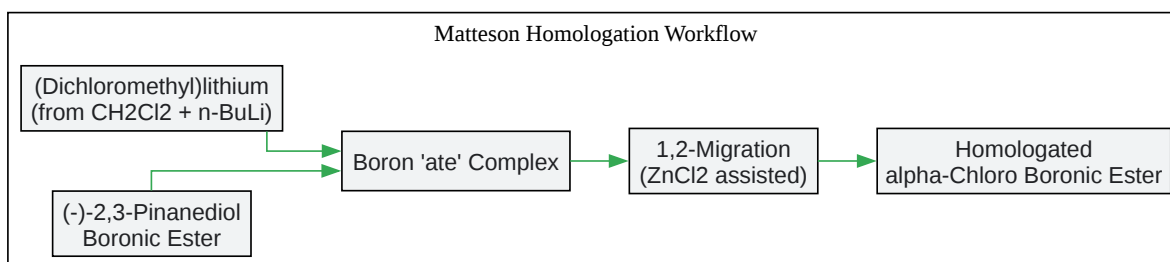 Matteson Homologation Workflow
(Dichloromethyl)lithium
(from CH2Cl2 + n-BuLi)
Boron 'ate' Complex
1,2-Migration
(ZnCl2 assisted)
Homologated
alpha-Chloro Boronic Ester
(-)-2,3-Pinanediol
Boronic Ester